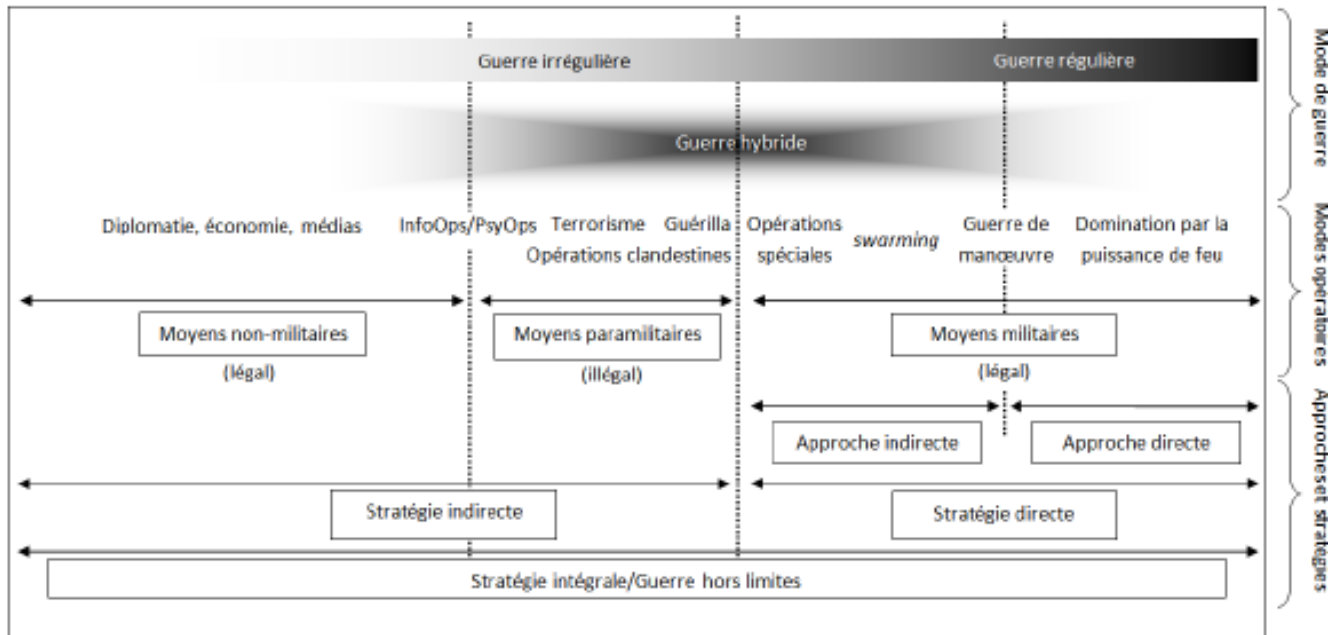 Guerre irrégulière
Guerre régulière
Guerre hybride
Diplomatie, économie, médias
InfoOps/PsyOps
Terrorisme
Guérilla
Opérations clandestines
Opérations
spéciales
swarming
Guerre de
manœuvre
Domination par la
puissance de feu
Moyens non-militaires
(légal)
Moyens paramilitaires
(illégal)
Moyens militaires
(légal)
Approche indirecte
Approche directe
Stratégie indirecte
Stratégie directe
Stratégie intégrale/Guerre hors limites
Mode de guerre
Modes opératoires
Approches et stratégies